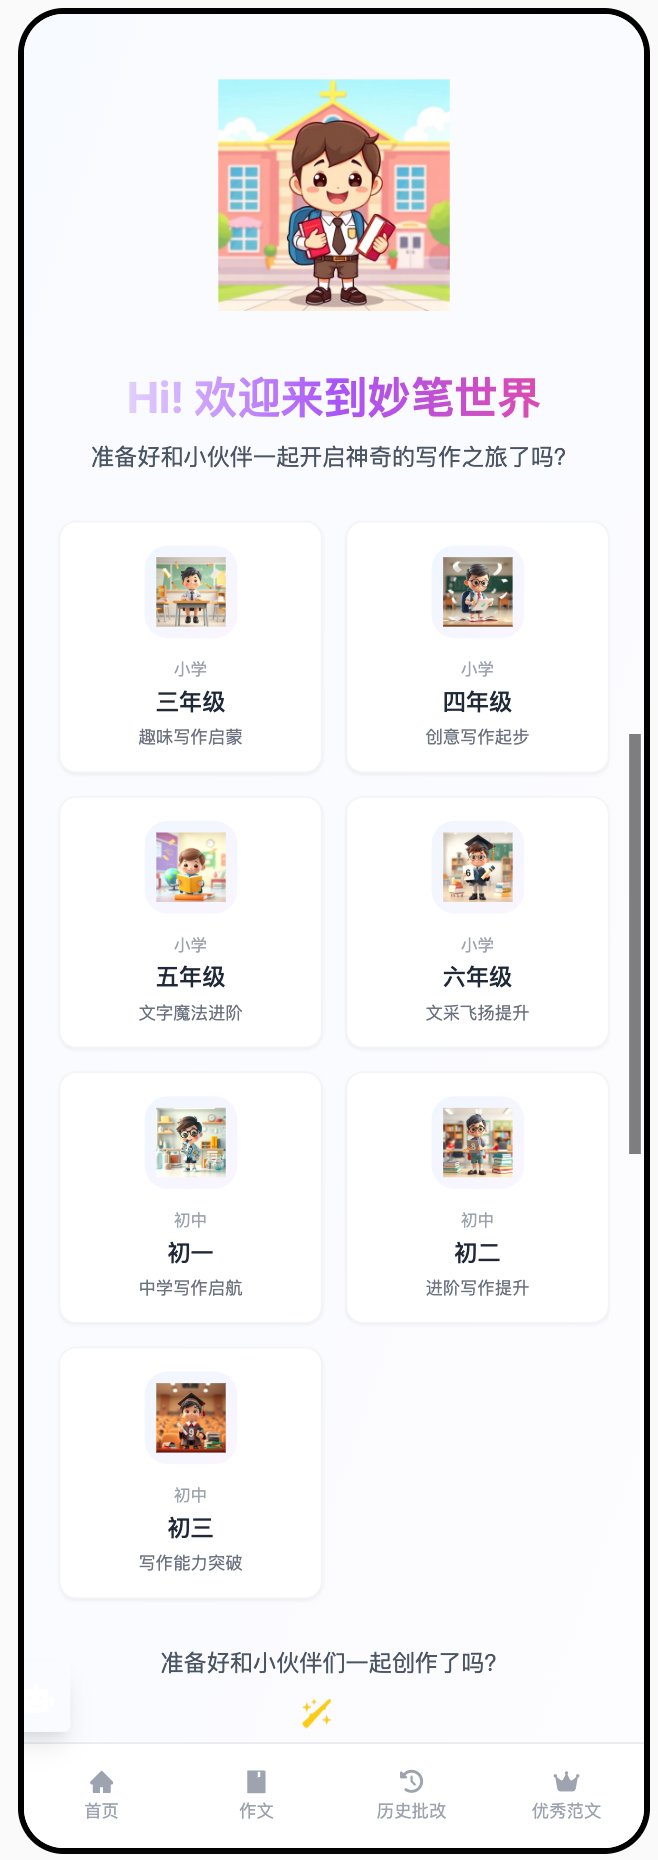 Hi! 欢迎来到妙笔世界
准备好和小伙伴一起开启神奇的写作之旅了吗?
小学
三年级
趣味写作启蒙
小学
四年级
创意写作起步
小学
五年级
文字魔法进阶
小学
六年级
文采飞扬提升
初中
初一
中学写作启航
初中
初二
进阶写作提升
初中
初三
写作能力突破
准备好和小伙伴们一起创作了吗?
首页
作文
历史批改
优秀范文